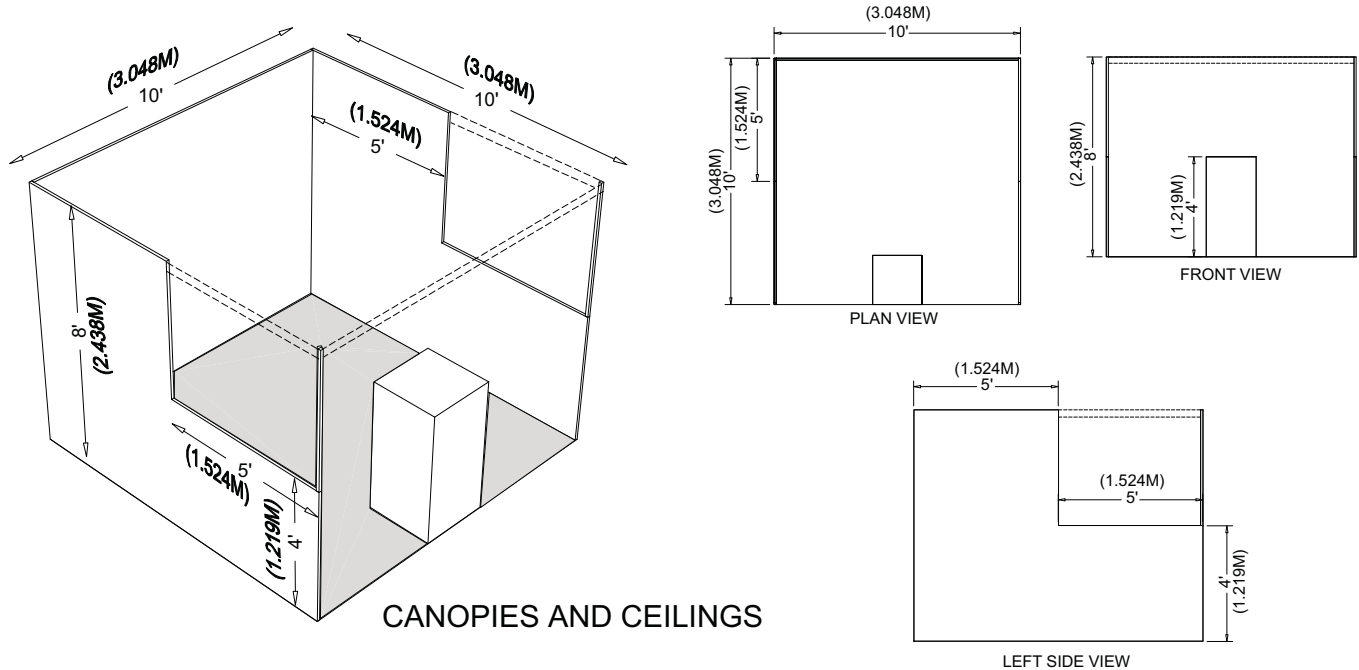 (3.048M)
10'
(3.048M)
10'
(1.524M)
5'
8'
(2.438M)
5'
(1.524M)
4'
(1.219M)
CANOPIES AND CEILINGS
(3.048M)
10'
(1.524M)
5'
(3.048M)
10'
PLAN VIEW
(2.438M)
8'
(1.219M)
4'
FRONT VIEW
(1.524M)
5'
(1.524M)
5'
4'
(1.219M)
LEFT SIDE VIEW